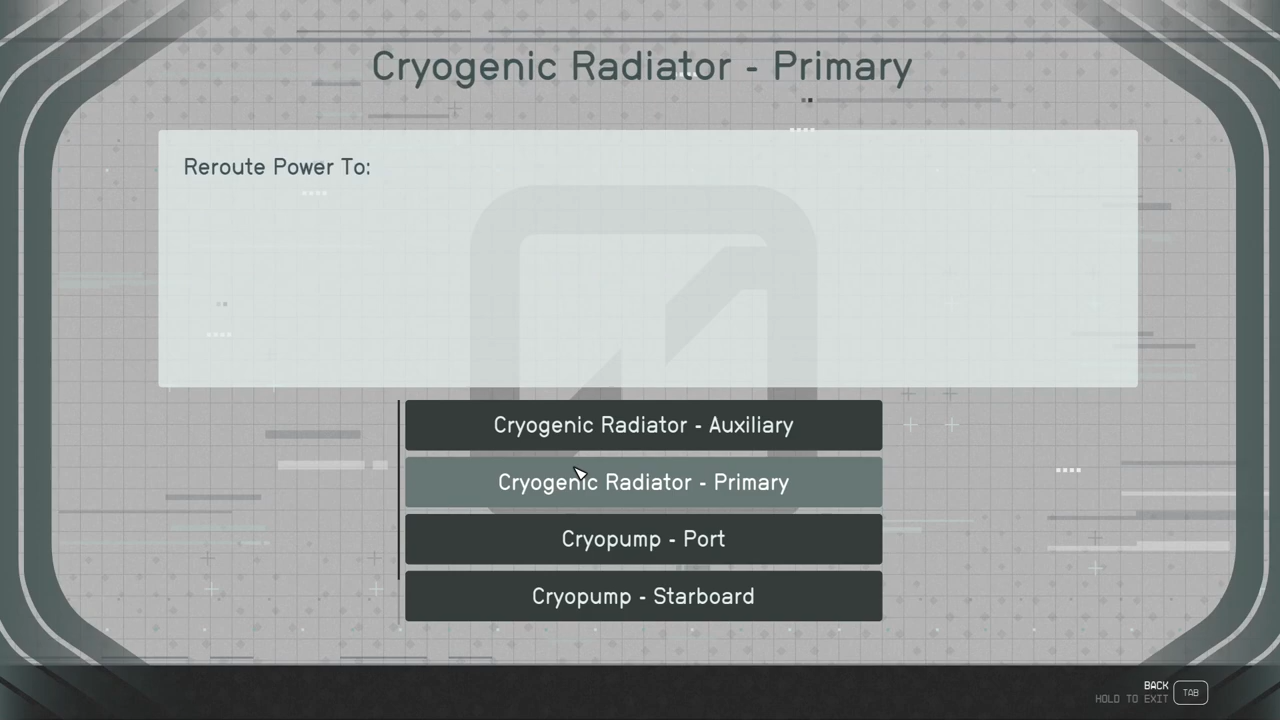 Cryogenic Radiator - Primary
Reroute Power To:
Cryogenic Radiator - Auxiliary
Cryogenic Radiator - Primary
Cryopump - Port
Cryopump - Starboard
BACK
HOLD TO EXIT
TAB